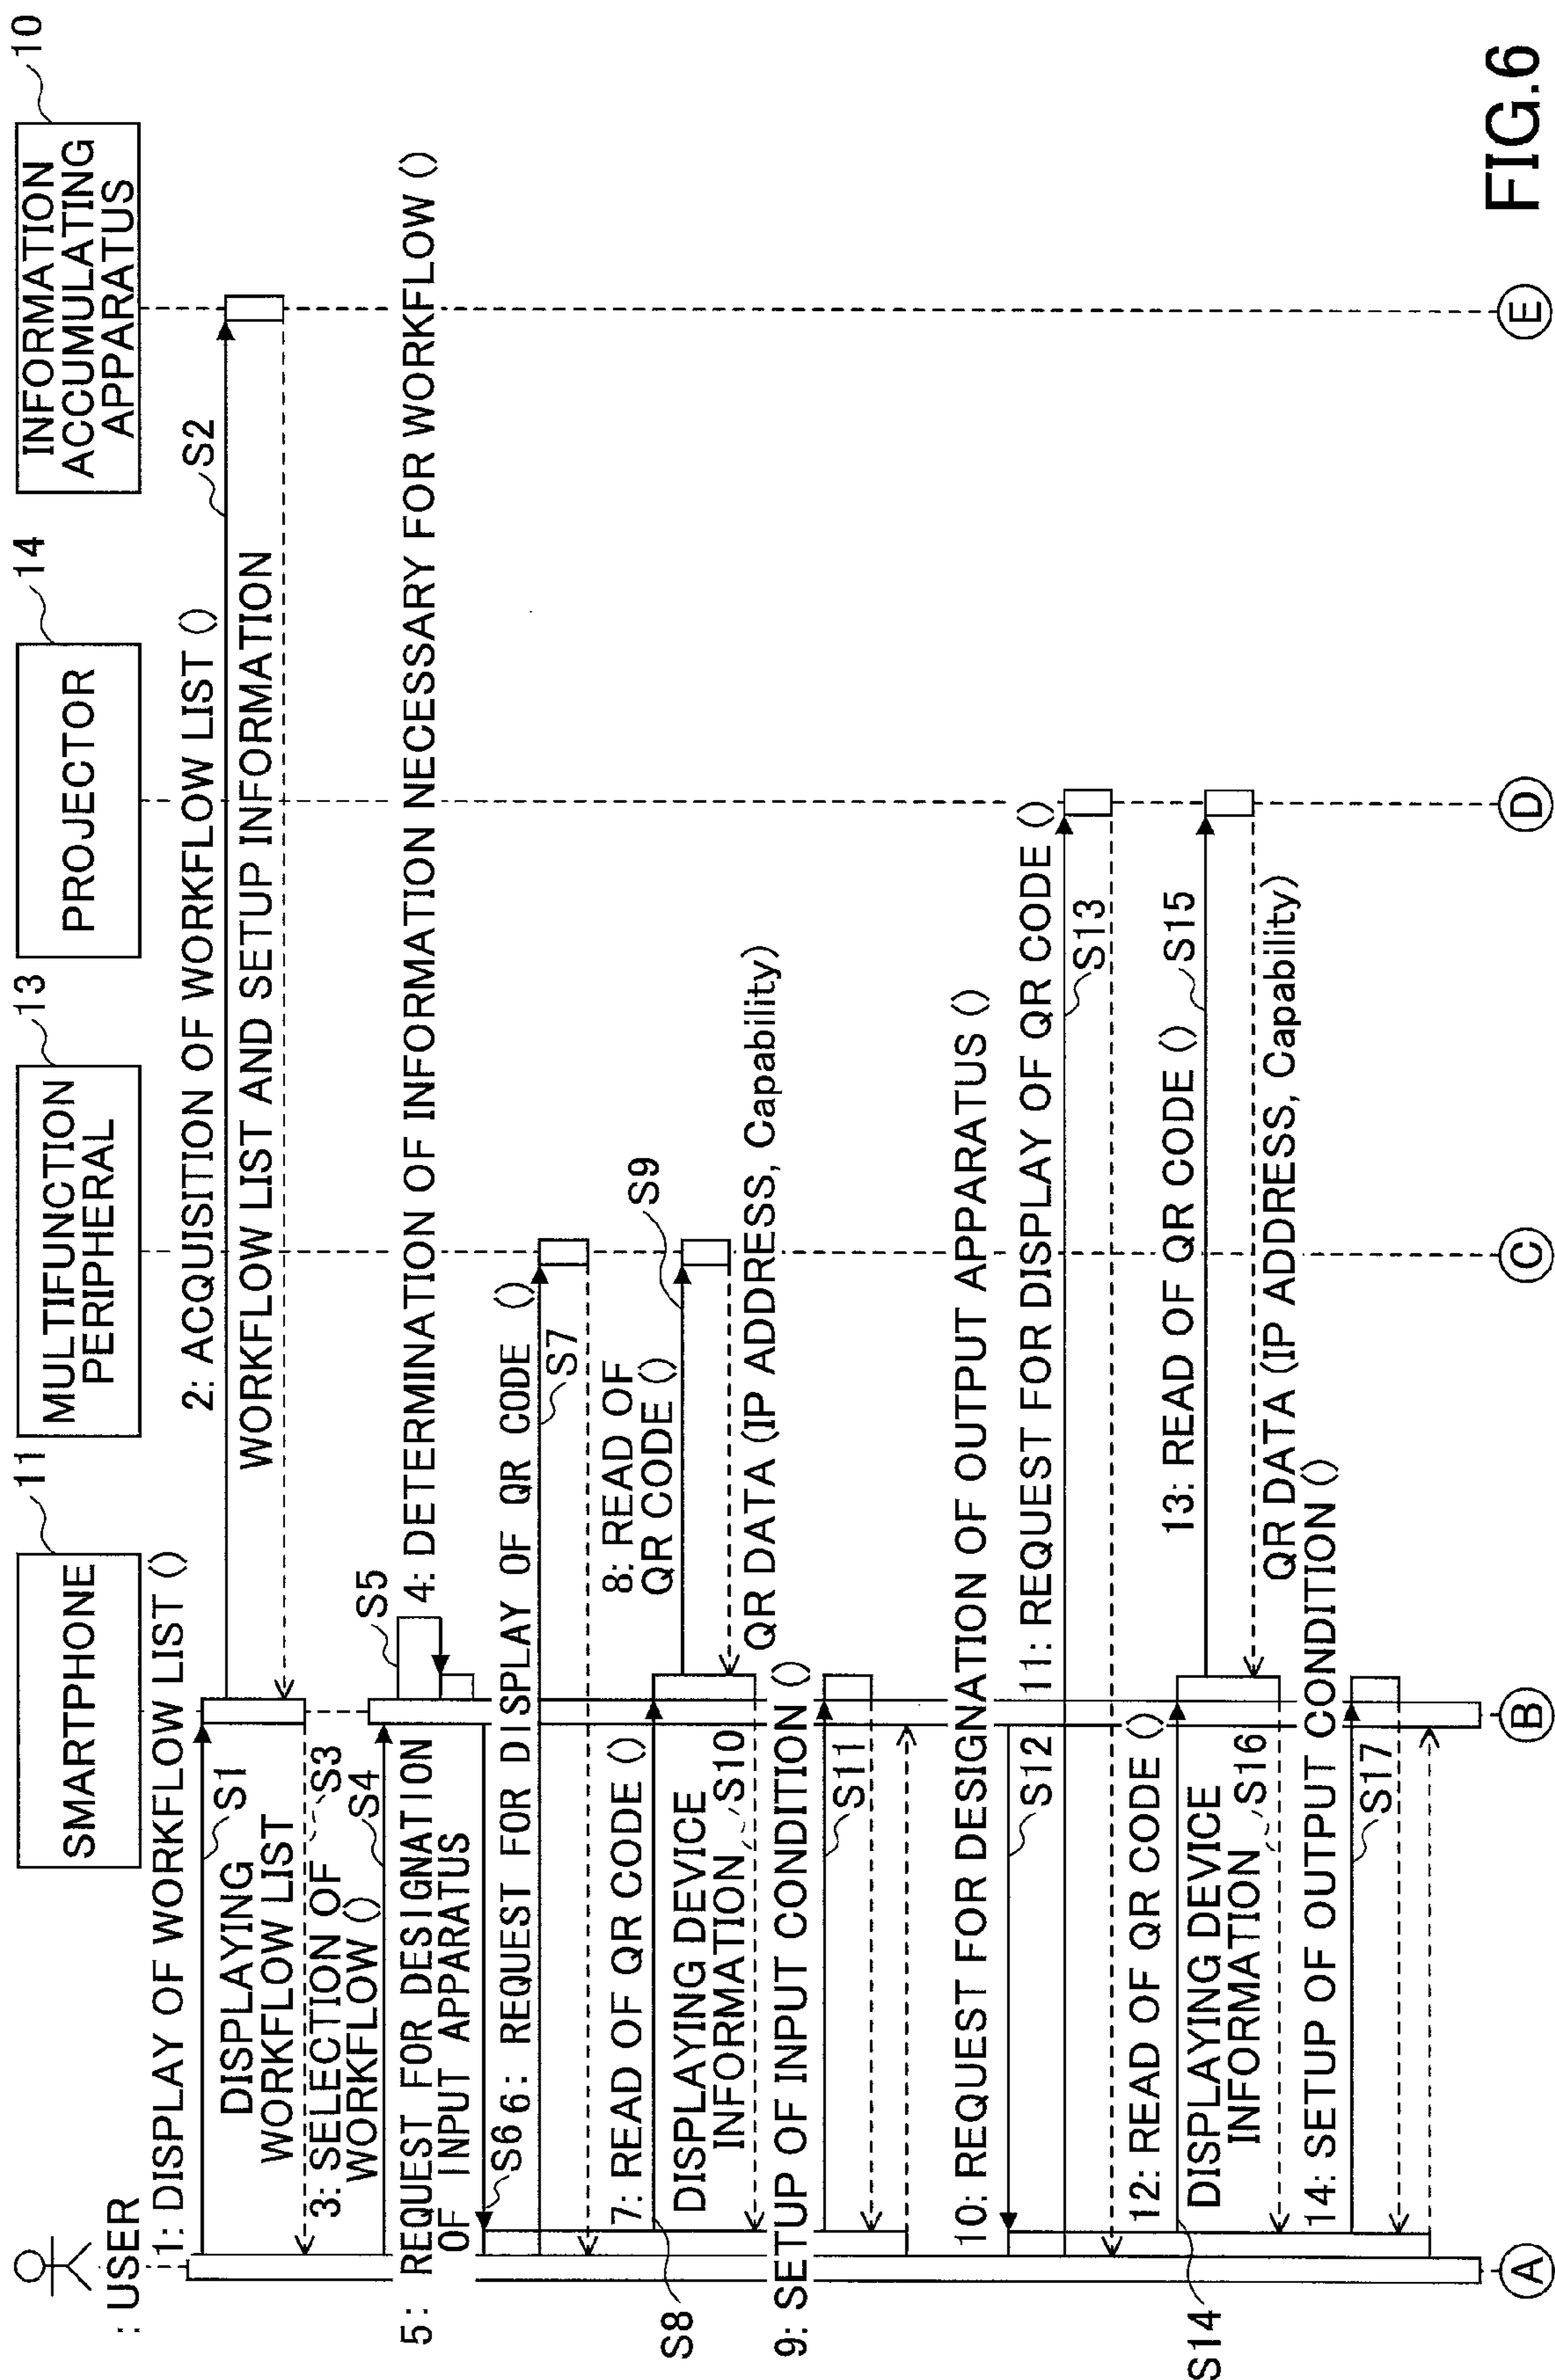 : USER
SMARTPHONE
11
MULTIFUNCTION
PERIPHERAL
13
PROJECTOR
14
INFORMATION
ACCUMULATING
APPARATUS
10
1: DISPLAY OF WORKFLOW LIST ()
S1
2: ACQUISITION OF WORKFLOW LIST ()
S2
WORKFLOW LIST AND SETUP INFORMATION
DISPLAYING
WORKFLOW LIST
S3
3: SELECTION OF
WORKFLOW ()
S4
S5
4: DETERMINATION OF INFORMATION NECESSARY FOR WORKFLOW ()
5: REQUEST FOR DESIGNATION
OF INPUT APPARATUS
S6
6: REQUEST FOR DISPLAY OF QR CODE ()
S7
7: READ OF QR CODE ()
S8
8: READ OF
QR CODE ()
S9
DISPLAYING DEVICE
INFORMATION
S10
QR DATA (IP ADDRESS, Capability)
9: SETUP OF INPUT CONDITION ()
S11
10: REQUEST FOR DESIGNATION OF OUTPUT APPARATUS ()
S12
11: REQUEST FOR DISPLAY OF QR CODE ()
S13
12: READ OF QR CODE ()
S14
13: READ OF QR CODE ()
S15
DISPLAYING DEVICE
INFORMATION
S16
QR DATA (IP ADDRESS, Capability)
14: SETUP OF OUTPUT CONDITION ()
S17
A
B
C
D
E
FIG.6